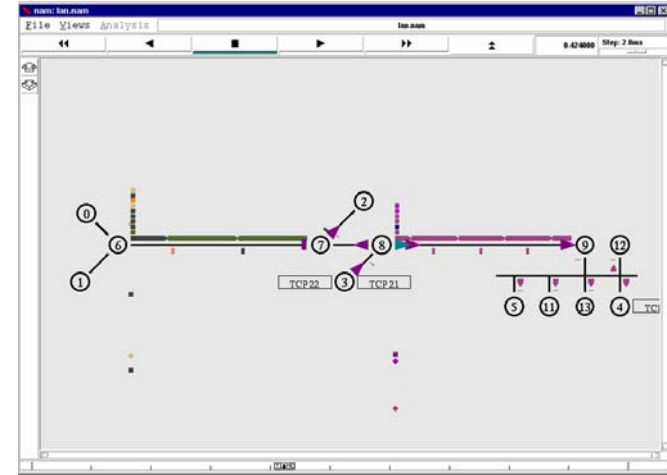 nam: lan.nam
File Views Analysis lan.nam
0.424000 Step: 2.0ms
2
0
6 7 8 9 12
1 3
TCP 22 TCP 21
5 11 13 4